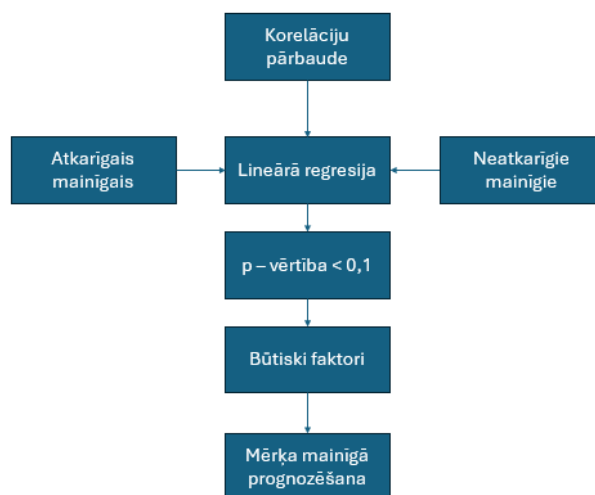 Korelāciju
pārbaude
Atkarīgais
mainīgais
Lineārā regresija
Neatkarīgie
mainīgie
p – vērtība < 0,1
Būtiski faktori
Mērķa mainīgā
prognozēšana